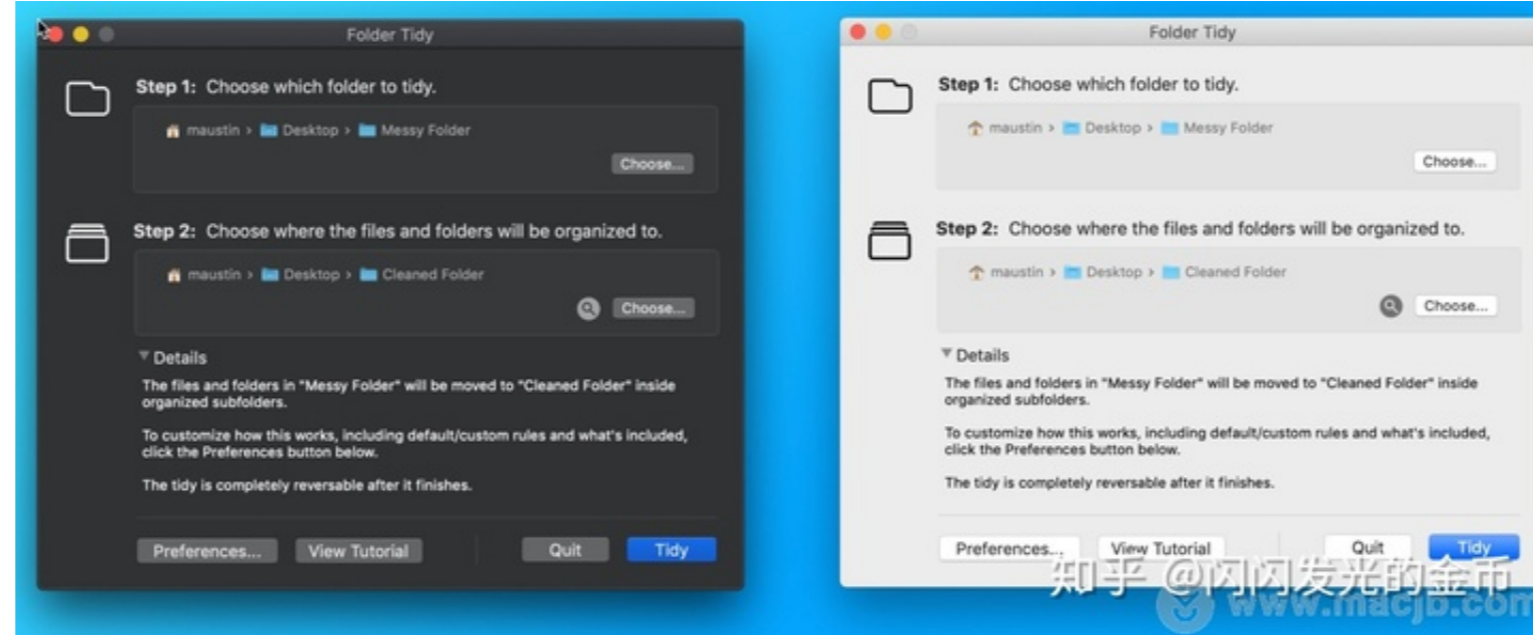 Folder Tidy
Step 1: Choose which folder to tidy.
maustin › Desktop › Messy Folder
Choose...
Step 2: Choose where the files and folders will be organized to.
maustin › Desktop › Cleaned Folder
Choose...
Details
The files and folders in "Messy Folder" will be moved to "Cleaned Folder" inside
organized subfolders.
To customize how this works, including default/custom rules and what's included,
click the Preferences button below.
The tidy is completely reversable after it finishes.
Preferences... View Tutorial Quit Tidy
Folder Tidy
Step 1: Choose which folder to tidy.
maustin › Desktop › Messy Folder
Choose...
Step 2: Choose where the files and folders will be organized to.
maustin › Desktop › Cleaned Folder
Choose...
Details
The files and folders in "Messy Folder" will be moved to "Cleaned Folder" inside
organized subfolders.
To customize how this works, including default/custom rules and what's included,
click the Preferences button below.
The tidy is completely reversable after it finishes.
Preferences... View Tutorial Quit Tidy
知乎 @闪闪发光的金币
www.macjb.com